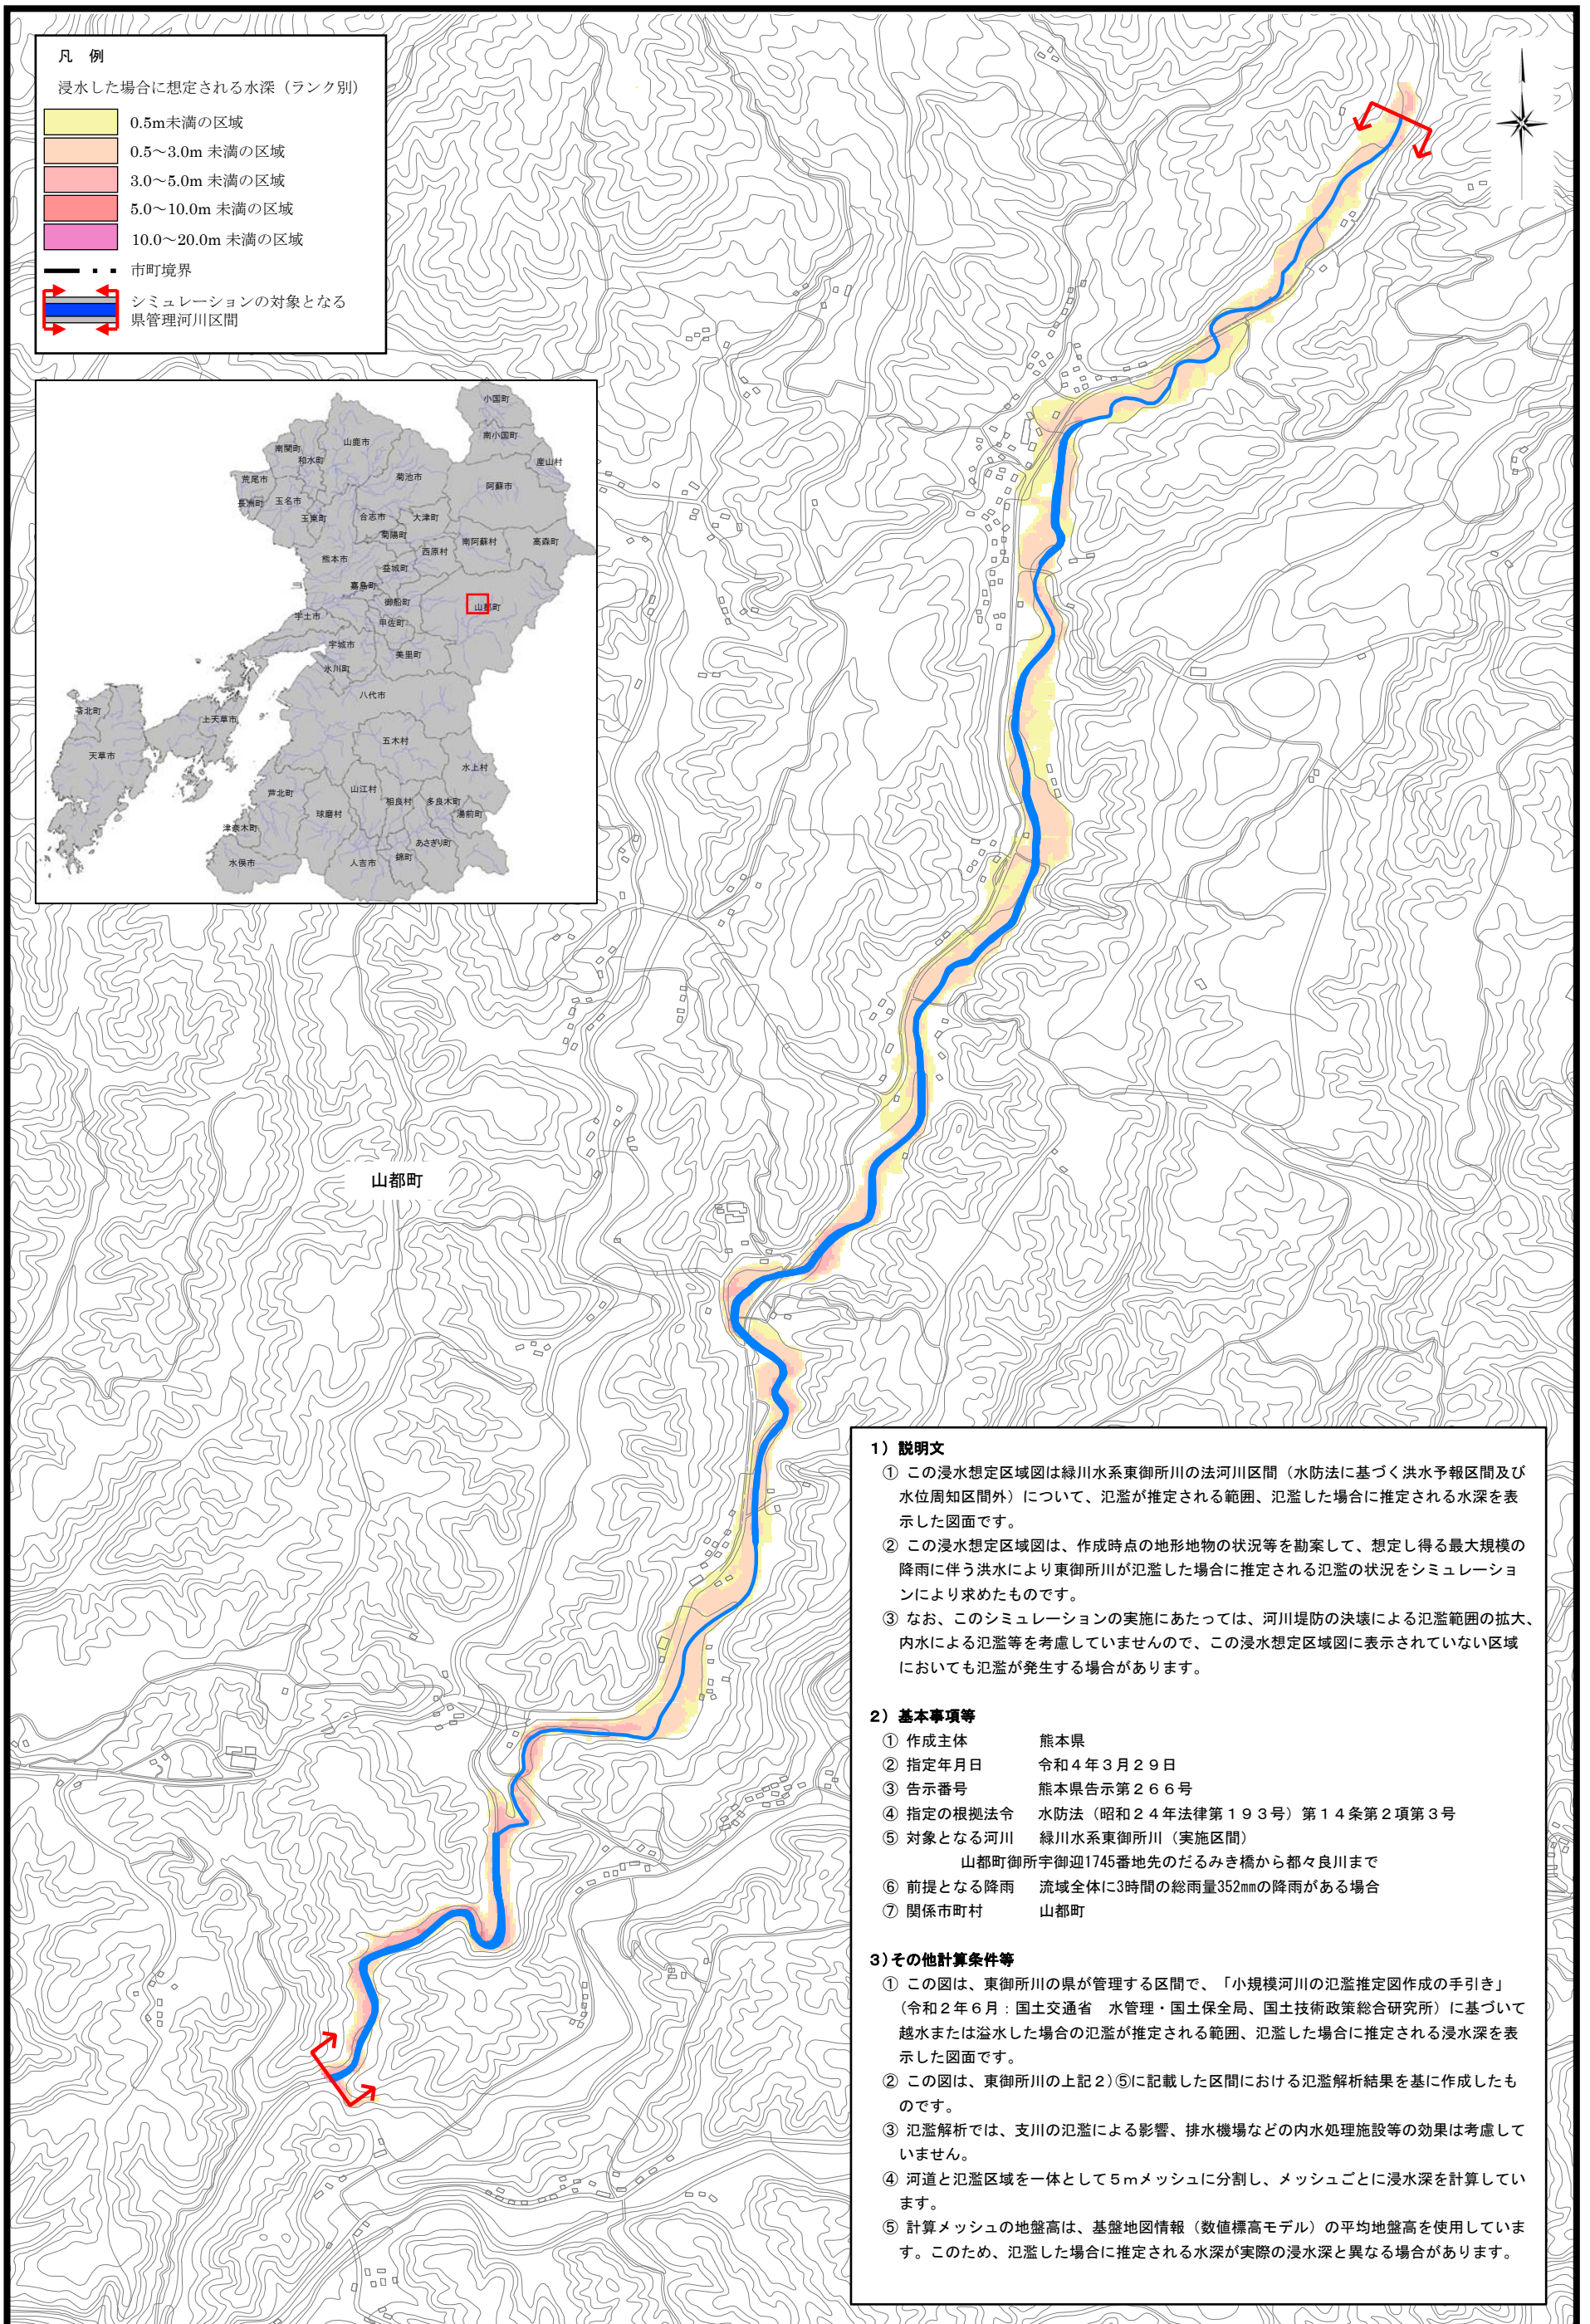 凡 例
浸水した場合に想定される水深（ランク別）
0.5m未満の区域
0.5～3.0m 未満の区域
3.0～5.0m 未満の区域
5.0～10.0m 未満の区域
10.0～20.0m 未満の区域
市町境界
シミュレーションの対象となる
県管理河川区間
小国町
南小国町
産山村
山鹿市
南関町
和水町
菊池市
阿蘇市
荒尾市
長洲町
玉名市
玉東町
合志市
大津町
菊陽町
西原村
南阿蘇村
高森町
熊本市
益城町
嘉島町
御船町
山都町
宇土市
甲佐町
宇城市
美里町
氷川町
八代市
苓北町
上天草市
天草市
五木村
水上村
芦北町
山江村
相良村
多良木町
湯前町
球磨村
津奈木町
あさぎり町
水俣市
人吉市
錦町
山都町
1）説明文
① この浸水想定区域図は緑川水系東御所川の法河川区間（水防法に基づく洪水予報区間及び
水位周知区間外）について、氾濫が推定される範囲、氾濫した場合に推定される水深を表
示した図面です。
② この浸水想定区域図は、作成時点の地形地物の状況等を勘案して、想定し得る最大規模の
降雨に伴う洪水により東御所川が氾濫した場合に推定される氾濫の状況をシミュレーショ
ンにより求めたものです。
③ なお、このシミュレーションの実施にあたっては、河川堤防の決壊による氾濫範囲の拡大、
内水による氾濫等を考慮していませんので、この浸水想定区域図に表示されていない区域
においても氾濫が発生する場合があります。
2）基本事項等
① 作成主体 熊本県
② 指定年月日 令和４年３月２９日
③ 告示番号 熊本県告示第２６６号
④ 指定の根拠法令 水防法（昭和２４年法律第１９３号）第１４条第２項第３号
⑤ 対象となる河川 緑川水系東御所川（実施区間）
山都町御所字御迎1745番地先のだるみき橋から都々良川まで
⑥ 前提となる降雨 流域全体に3時間の総雨量352mmの降雨がある場合
⑦ 関係市町村 山都町
3)その他計算条件等
① この図は、東御所川の県が管理する区間で、「小規模河川の氾濫推定図作成の手引き」
（令和２年６月：国土交通省　水管理・国土保全局、国土技術政策総合研究所）に基づいて
越水または溢水した場合の氾濫が推定される範囲、氾濫した場合に推定される浸水深を表
示した図面です。
② この図は、東御所川の上記２)⑤に記載した区間における氾濫解析結果を基に作成したも
のです。
③ 氾濫解析では、支川の氾濫による影響、排水機場などの内水処理施設等の効果は考慮して
いません。
④ 河道と氾濫区域を一体として５ｍメッシュに分割し、メッシュごとに浸水深を計算してい
ます。
⑤ 計算メッシュの地盤高は、基盤地図情報（数値標高モデル）の平均地盤高を使用していま
す。このため、氾濫した場合に推定される水深が実際の浸水深と異なる場合があります。